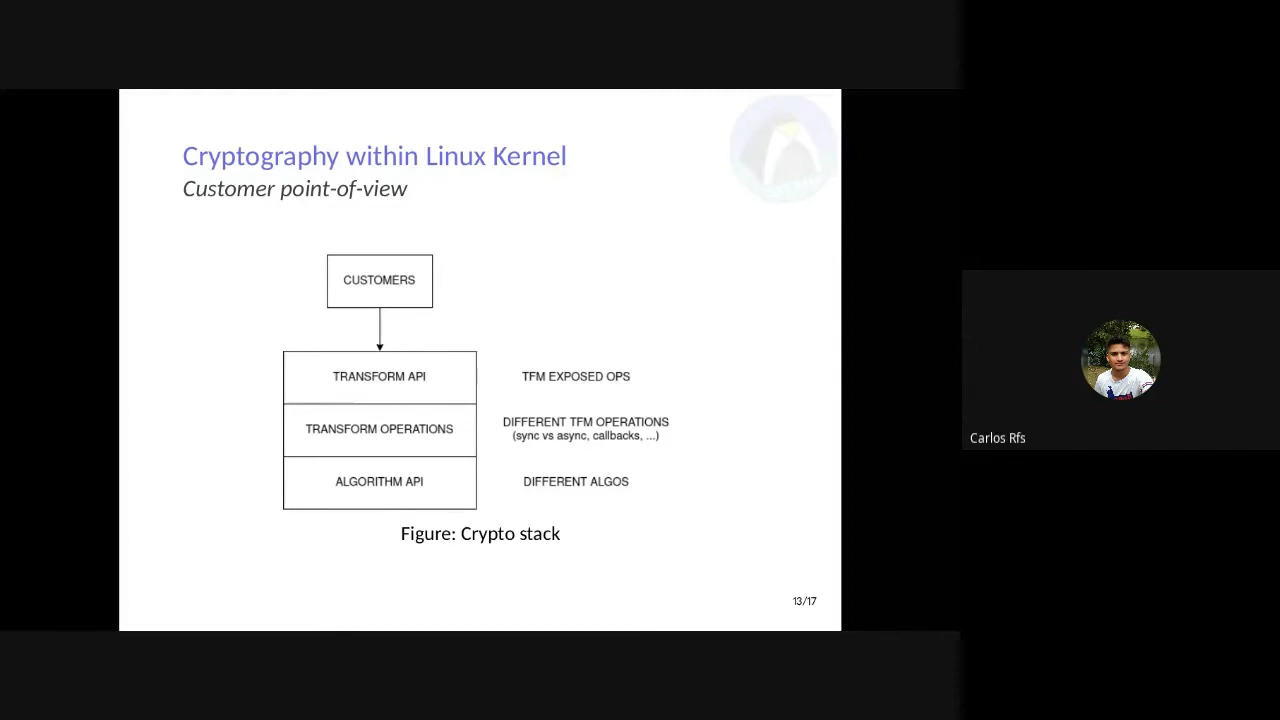 Cryptography within Linux Kernel
Customer point-of-view
CUSTOMERS
TRANSFORM API
TFM EXPOSED OPS
TRANSFORM OPERATIONS
DIFFERENT TFM OPERATIONS
(sync vs async, callbacks, ...)
ALGORITHM API
DIFFERENT ALGOS
Figure: Crypto stack
13/17
Carlos Rfs